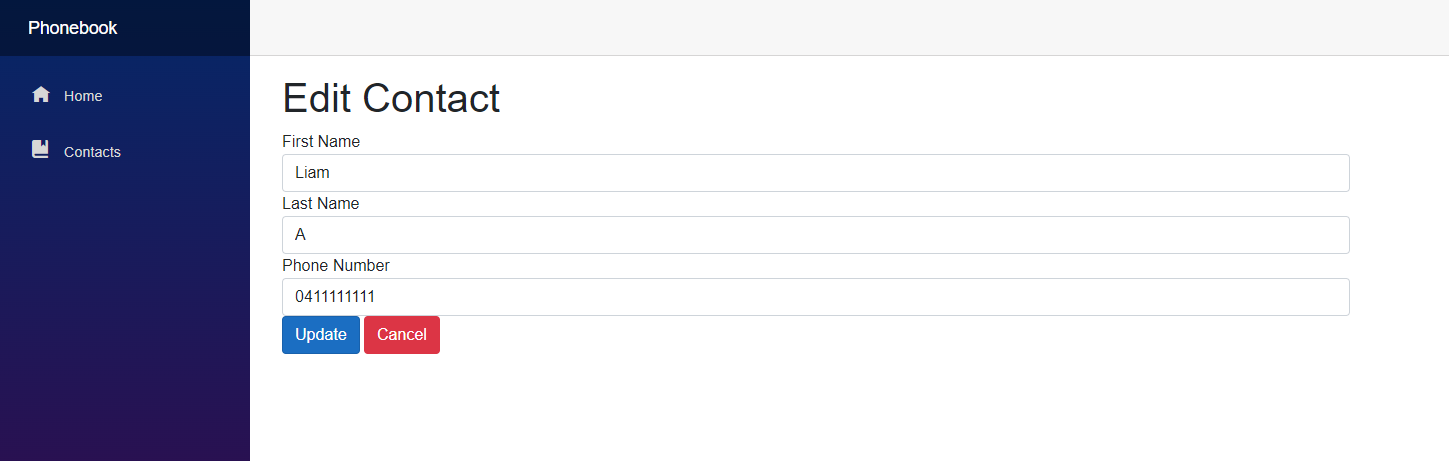 Phonebook
Home
Contacts
Edit Contact
First Name
Liam
Last Name
A
Phone Number
0411111111
Update Cancel